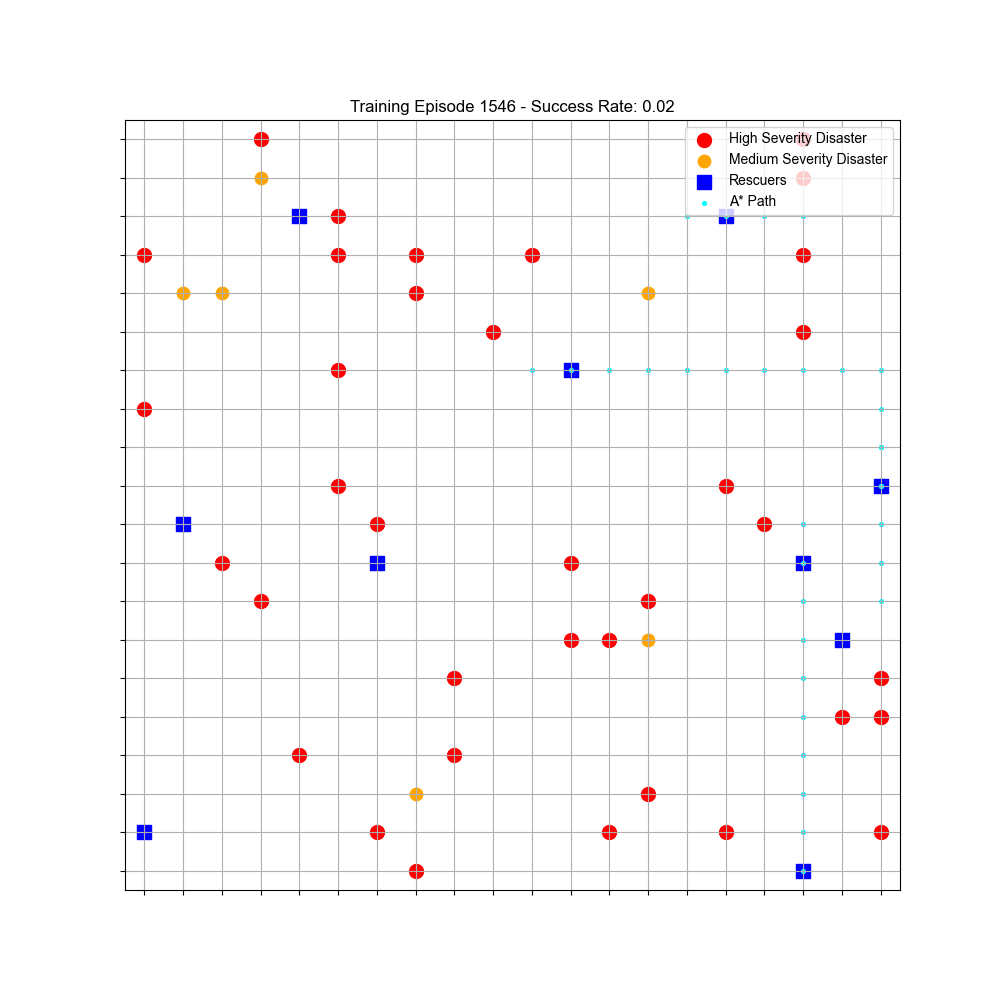 Training Episode 1546 - Success Rate: 0.02
High Severity Disaster
Medium Severity Disaster
Rescuers
A* Path